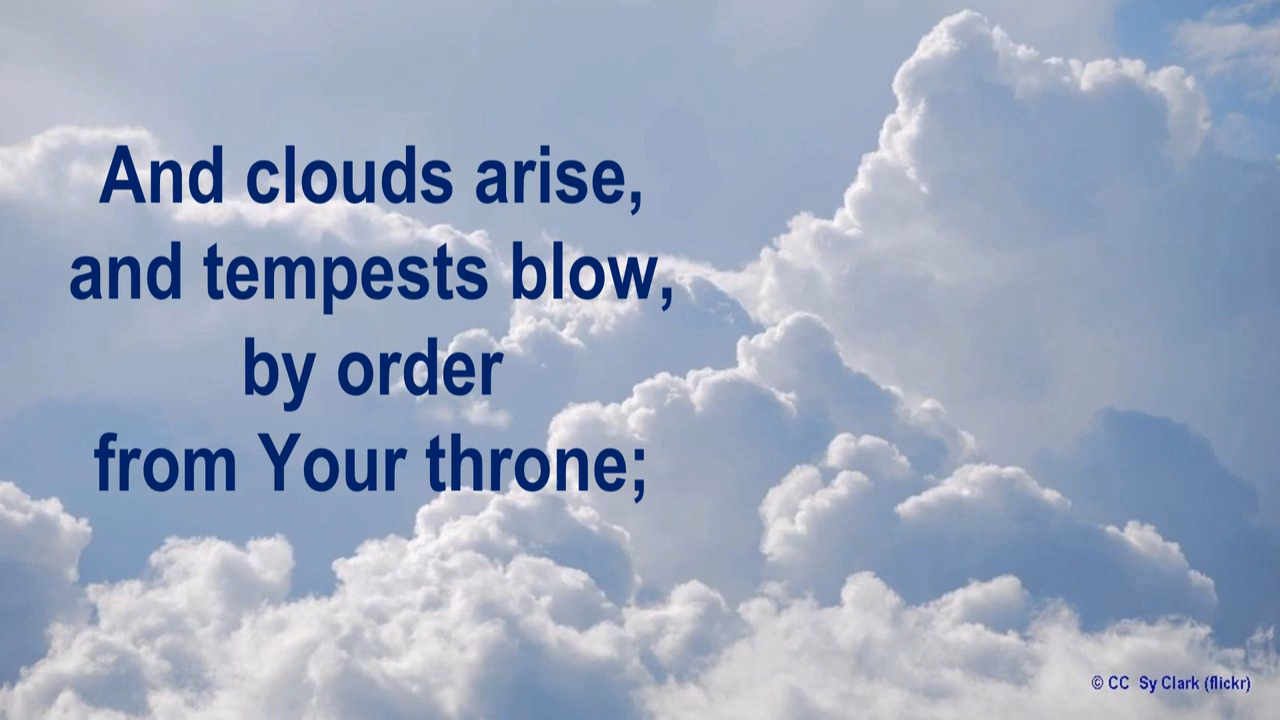 And clouds arise,
and tempests blow,
by order
from Your throne;
© CC Sy Clark (flickr)